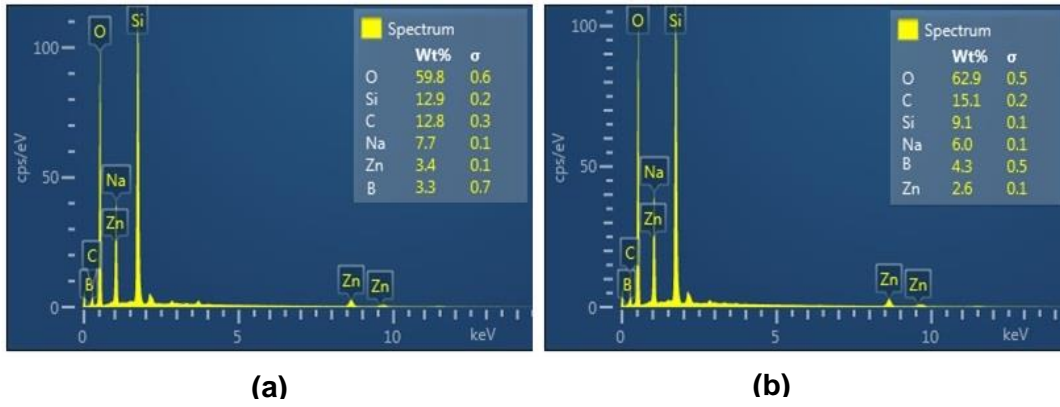 Si
O
Na
Zn
C
B
Zn
Zn
100
50
0
cps/eV
0
5
10
keV
Spectrum
Wt% σ
O 59.8 0.6
Si 12.9 0.2
C 12.8 0.3
Na 7.7 0.1
Zn 3.4 0.1
B 3.3 0.7
(a)
O
Si
Na
Zn
C
B
Zn
Zn
100
50
0
cps/eV
0
5
10
keV
Spectrum
Wt% σ
O 62.9 0.5
C 15.1 0.2
Si 9.1 0.1
Na 6.0 0.1
B 4.3 0.5
Zn 2.6 0.1
(b)